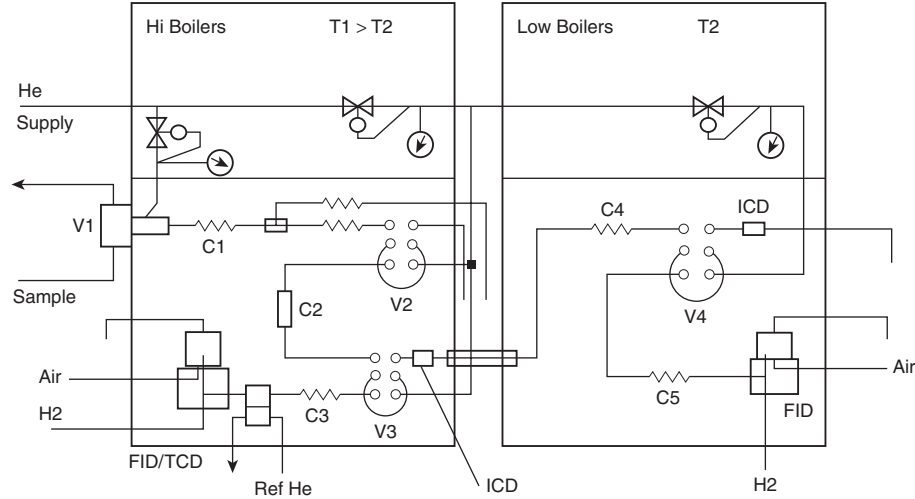 Hi Boilers T1 > T2
Low Boilers T2
He
Supply
V1
C1
C4
ICD
V2
V4
Sample
C2
Air
H2
C3
V3
C5
FID
Air
FID/TCD
Ref He
ICD
H2